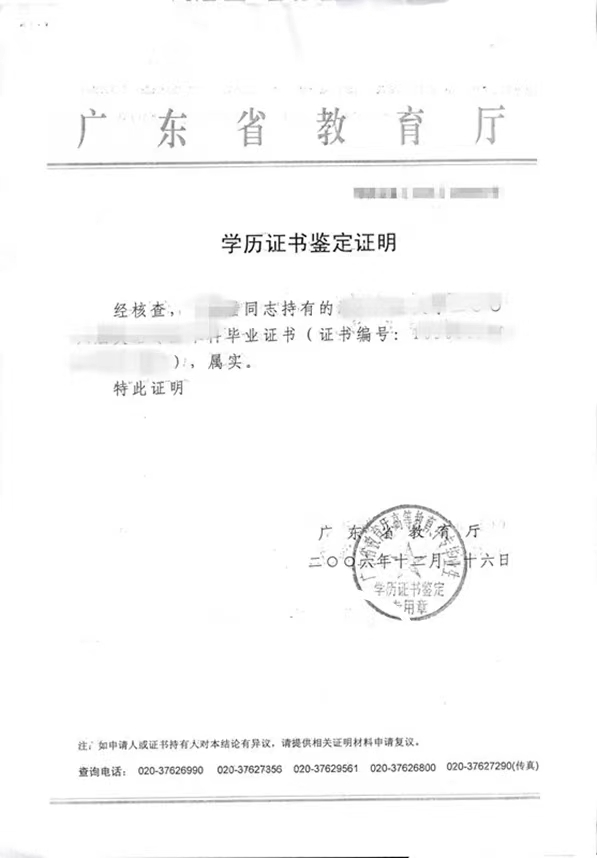 广东省教育厅
学历证书鉴定证明
经核查，同志持有的
毕业证书（证书编号：
），属实。
特此证明
广东省教育厅
二〇〇六年十二月二十六日
学历证书鉴定
专用章
注：如申请人或证书持有人对本结论有异议，请提供相关证明材料申请复议。
查询电话： 020-37626990 020-37627356 020-37629561 020-37626800 020-37627290(传真)